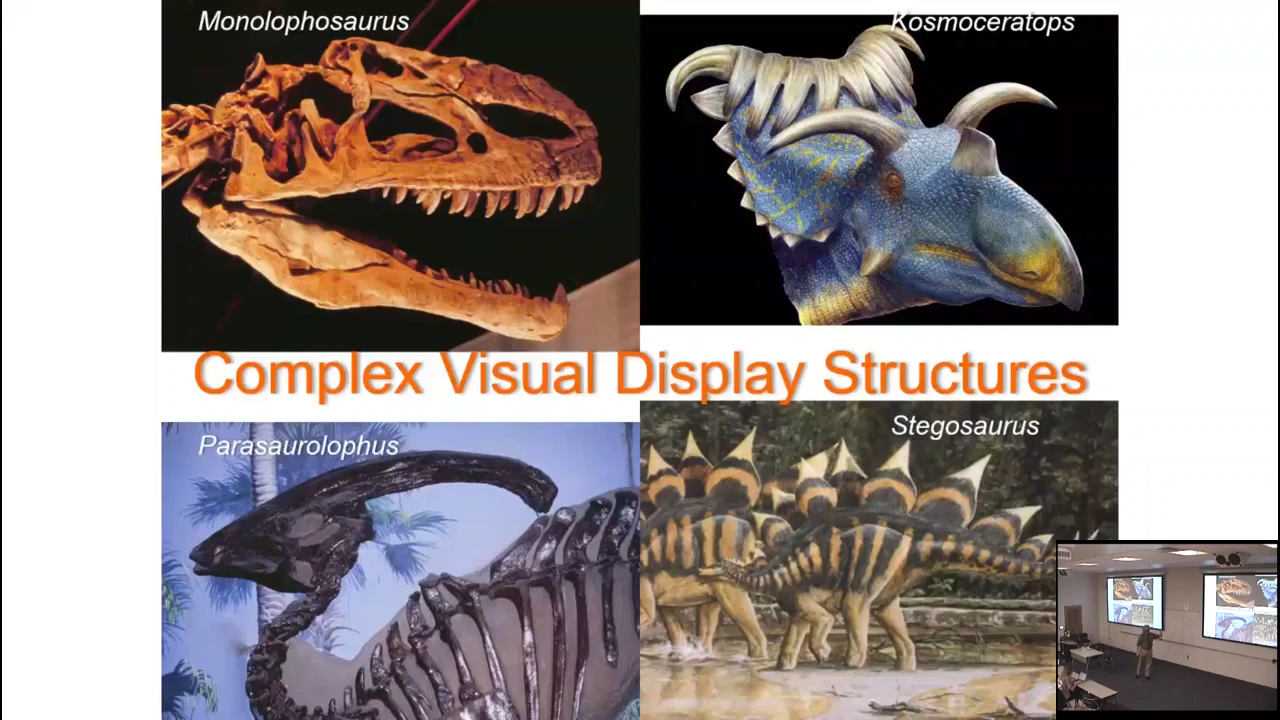 Monolophosaurus
Kosmoceratops
Complex Visual Display Structures
Parasaurolophus
Stegosaurus